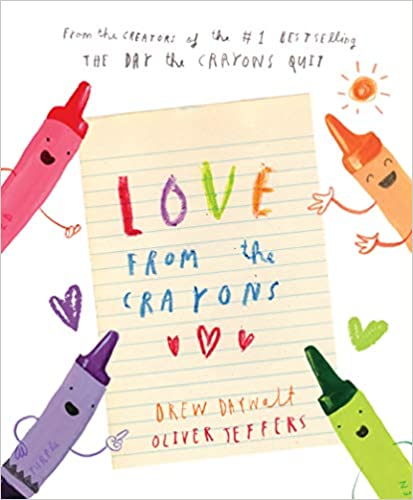 From the CREATORS of the #1 BESTSELLING
THE DAY the CRAYONS QUIT
LOVE
FROM the
CRAYONS
DREW DAYWALT
OLIVER JEFFERS